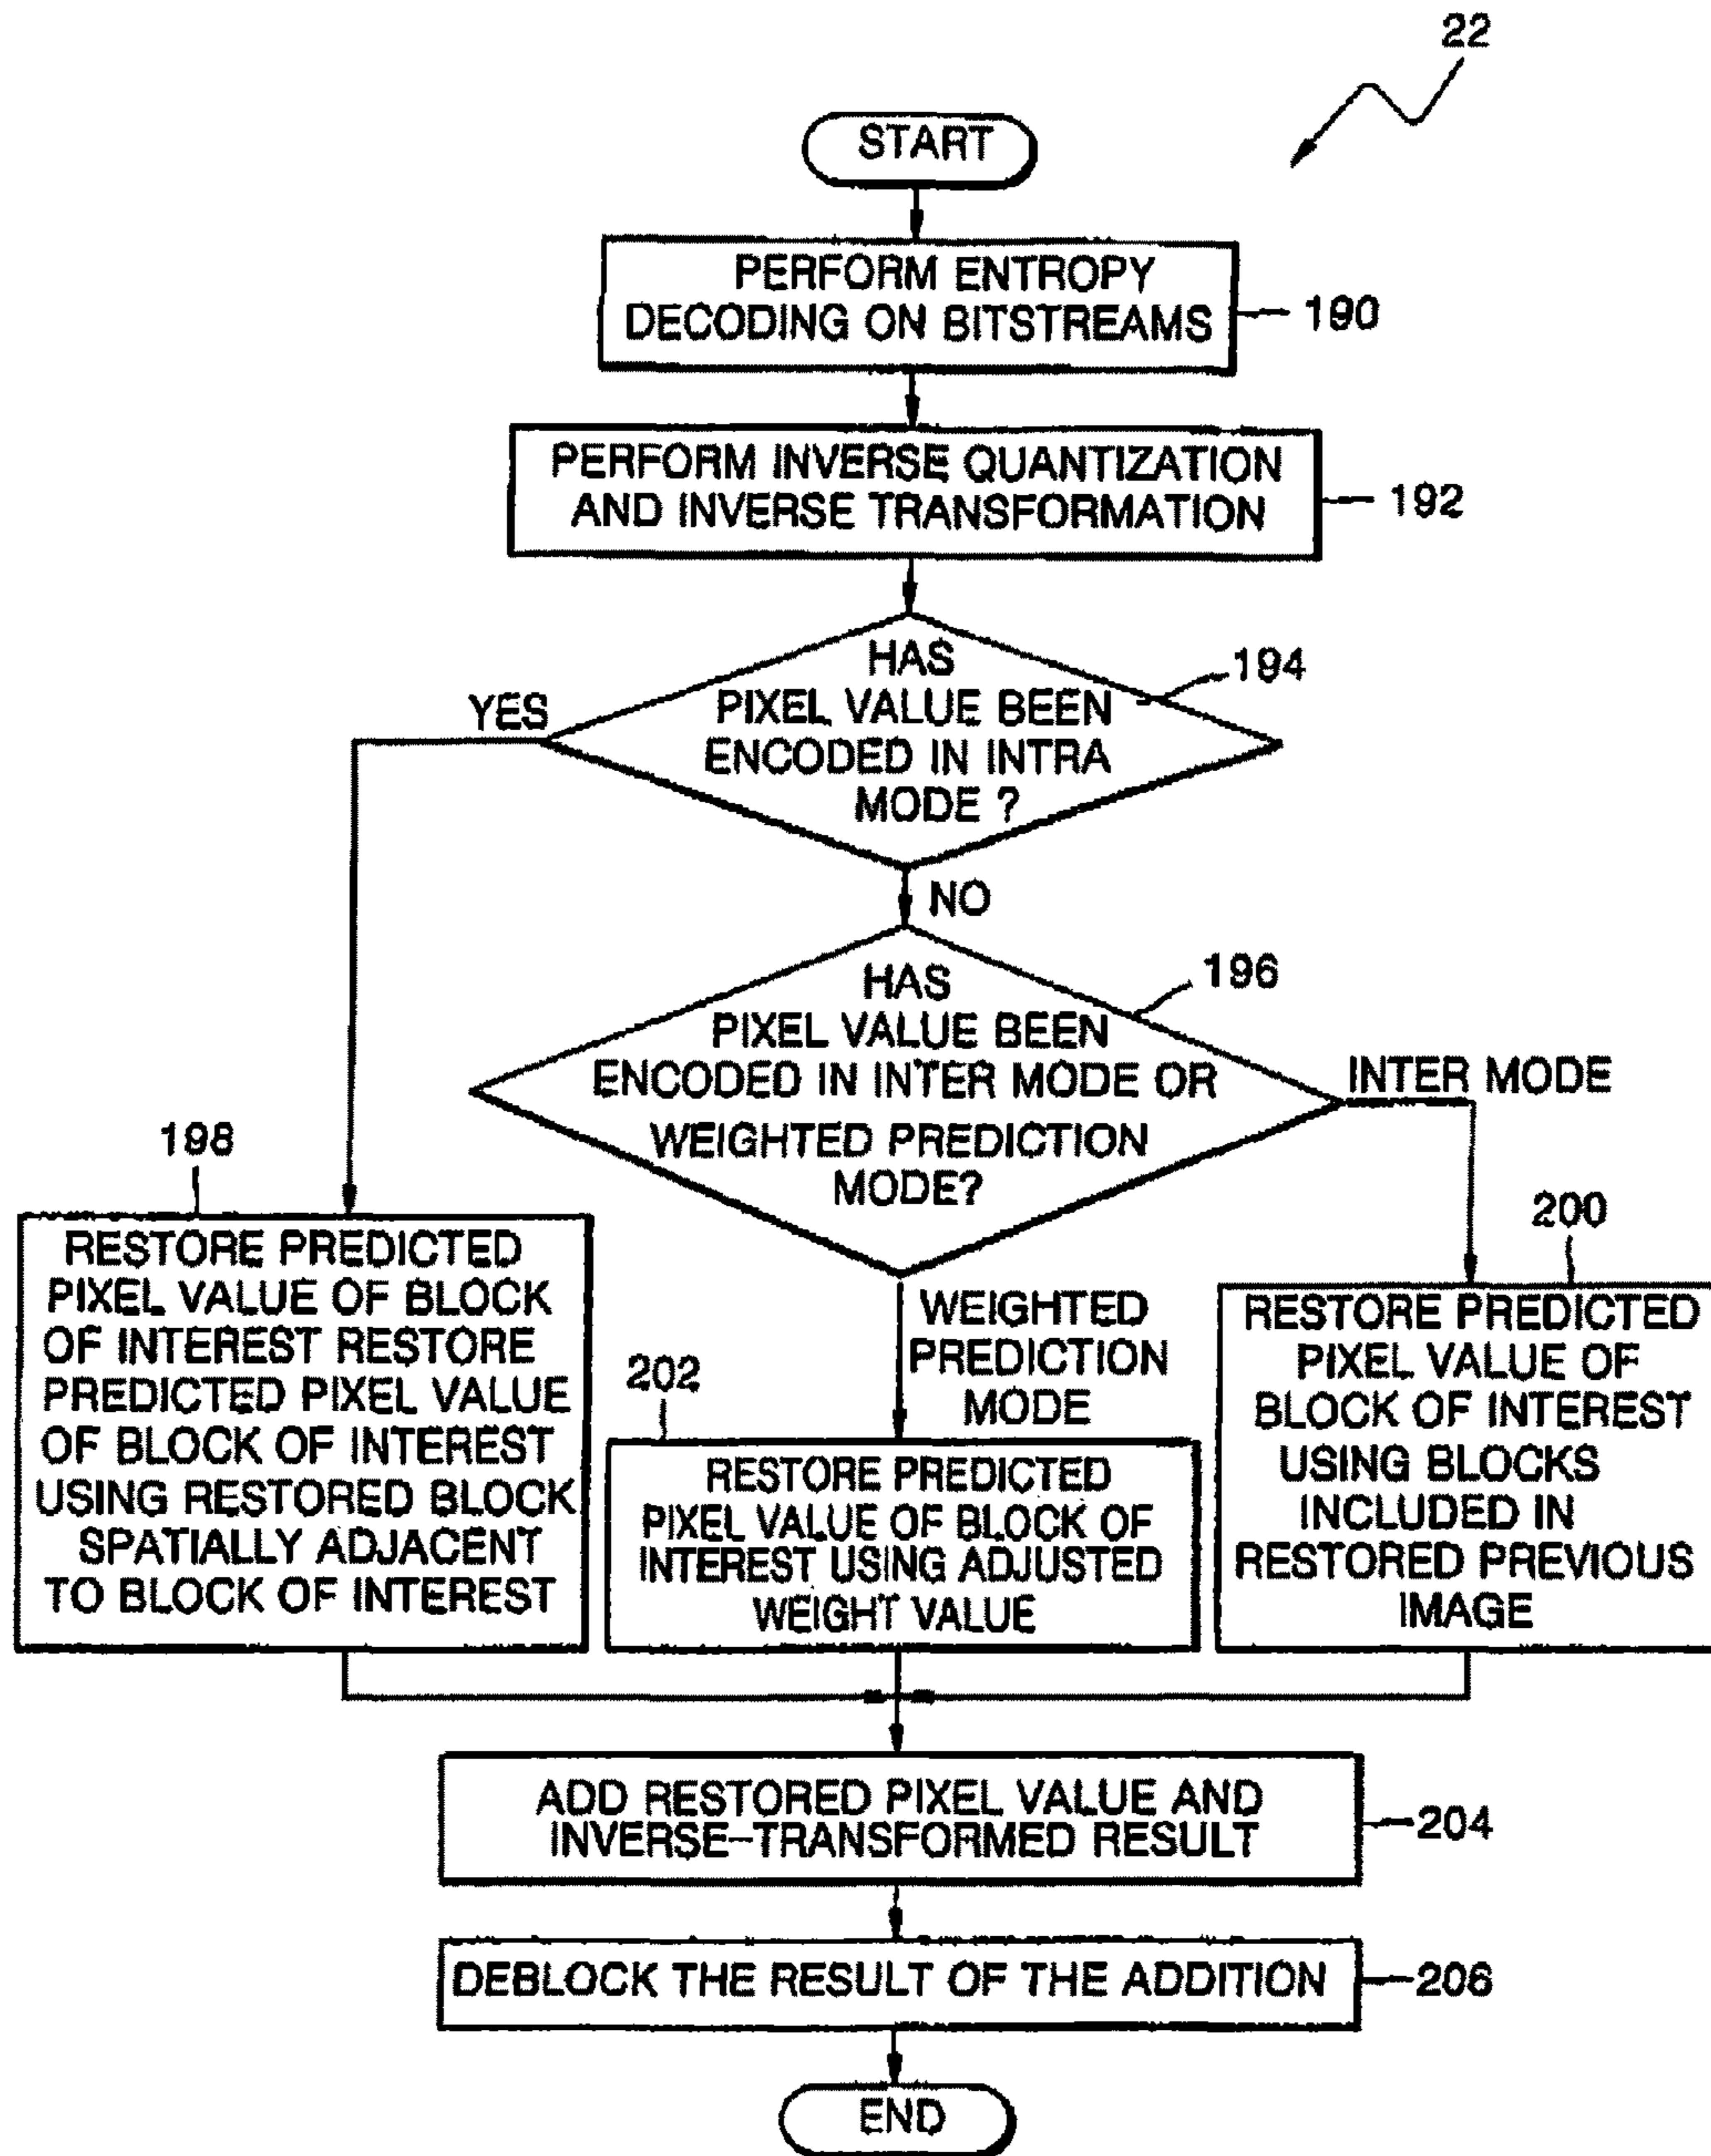 22
START
PERFORM ENTROPY
DECODING ON BITSTREAMS
190
PERFORM INVERSE QUANTIZATION
AND INVERSE TRANSFORMATION
192
HAS
PIXEL VALUE BEEN
ENCODED IN INTRA
MODE ?
194
YES
NO
HAS
PIXEL VALUE BEEN
ENCODED IN INTER MODE OR
WEIGHTED PREDICTION
MODE?
196
INTER MODE
198
RESTORE PREDICTED
PIXEL VALUE OF BLOCK
OF INTEREST RESTORE
PREDICTED PIXEL VALUE
OF BLOCK OF INTEREST
USING RESTORED BLOCK
SPATIALLY ADJACENT
TO BLOCK OF INTEREST
WEIGHTED
PREDICTION
MODE
202
RESTORE PREDICTED
PIXEL VALUE OF BLOCK OF
INTEREST USING ADJUSTED
WEIGHT VALUE
200
RESTORE PREDICTED
PIXEL VALUE OF
BLOCK OF INTEREST
USING BLOCKS
INCLUDED IN
RESTORED PREVIOUS
IMAGE
ADD RESTORED PIXEL VALUE AND
INVERSE-TRANSFORMED RESULT
204
DEBLOCK THE RESULT OF THE ADDITION
206
END